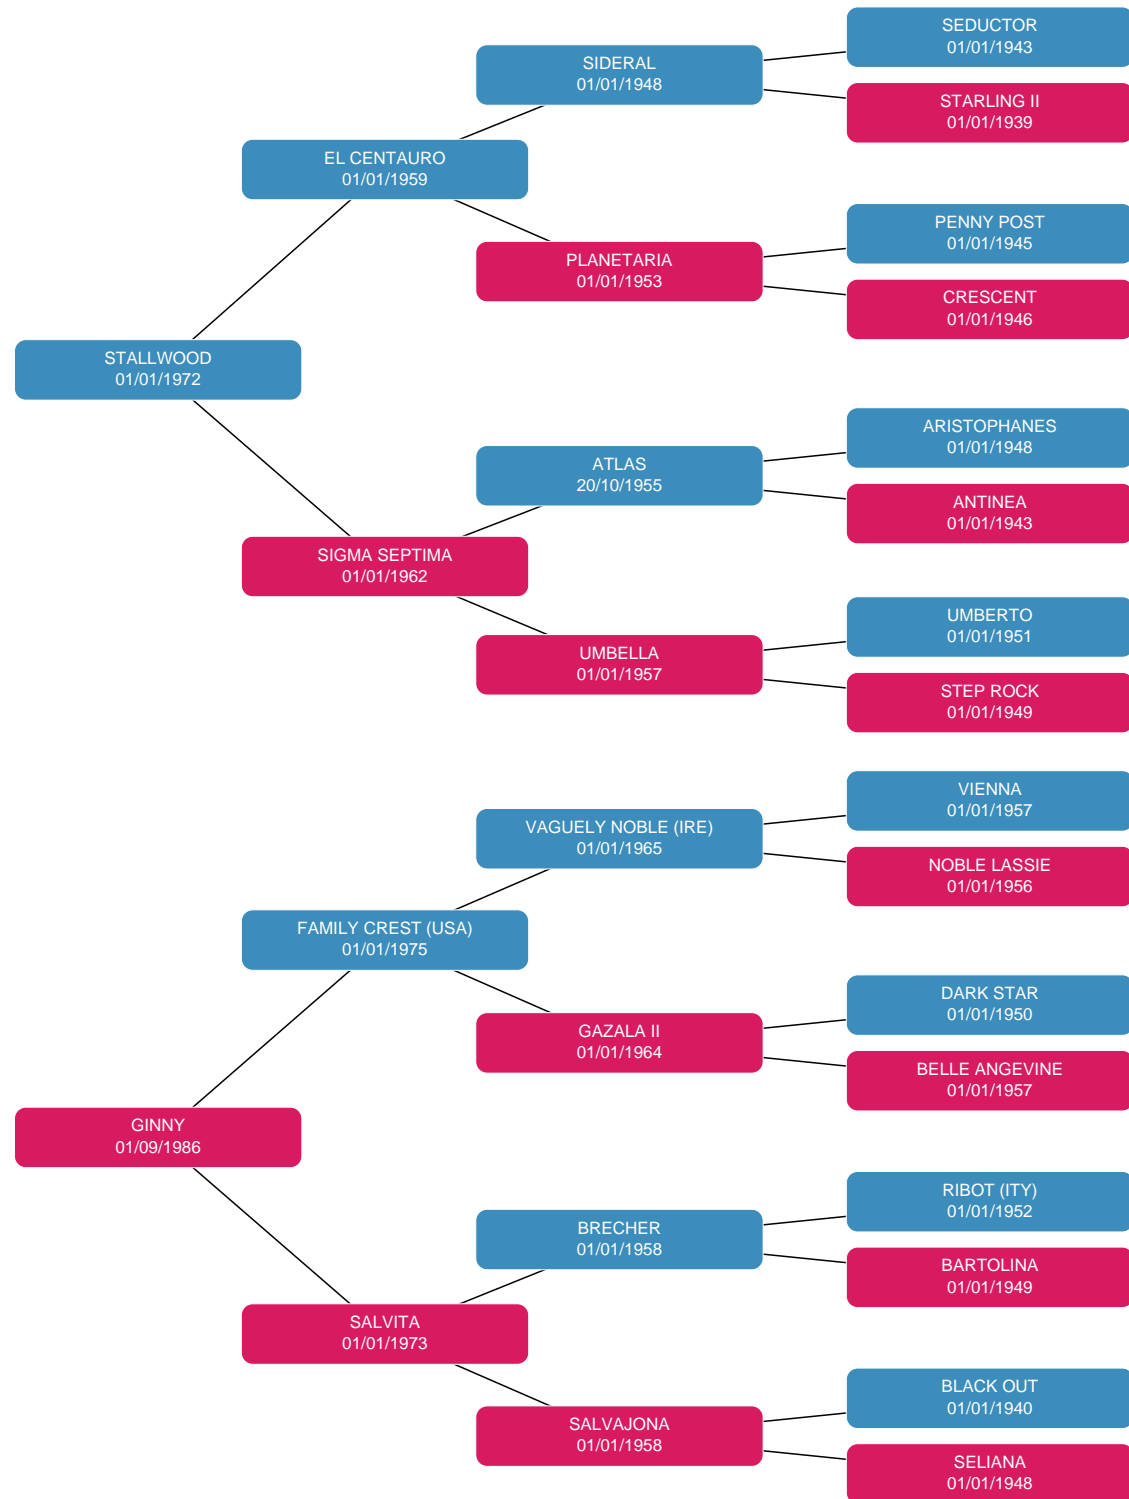 SEDUCTOR
01/01/1943
SIDERAL
01/01/1948
STARLING II
01/01/1939
EL CENTAURO
01/01/1959
PENNY POST
01/01/1945
PLANETARIA
01/01/1953
CRESCENT
01/01/1946
STALLWOOD
01/01/1972
ARISTOPHANES
01/01/1948
ATLAS
20/10/1955
ANTINEA
01/01/1943
SIGMA SEPTIMA
01/01/1962
UMBERTO
01/01/1951
UMBELLA
01/01/1957
STEP ROCK
01/01/1949
VIENNA
01/01/1957
VAGUELY NOBLE (IRE)
01/01/1965
NOBLE LASSIE
01/01/1956
FAMILY CREST (USA)
01/01/1975
DARK STAR
01/01/1950
GAZALA II
01/01/1964
BELLE ANGEVINE
01/01/1957
GINNY
01/09/1986
RIBOT (ITY)
01/01/1952
BRECHER
01/01/1958
BARTOLINA
01/01/1949
SALVITA
01/01/1973
BLACK OUT
01/01/1940
SALVAJONA
01/01/1958
SELIANA
01/01/1948